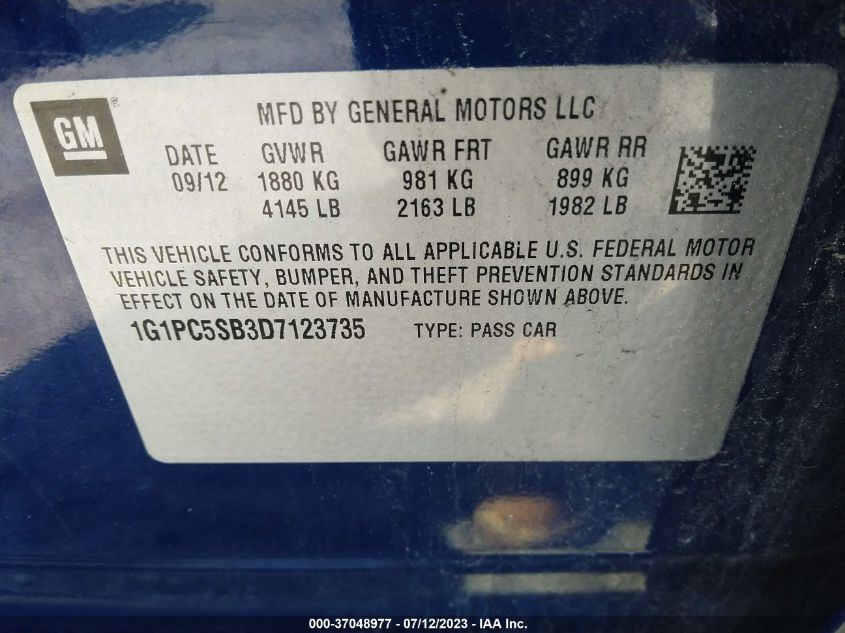 GM®
MFD BY GENERAL MOTORS LLC
DATE GVWR GAWR FRT GAWR RR
09/12 1880 KG 981 KG 899 KG
4145 LB 2163 LB 1982 LB
THIS VEHICLE CONFORMS TO ALL APPLICABLE U.S. FEDERAL MOTOR
VEHICLE SAFETY, BUMPER, AND THEFT PREVENTION STANDARDS IN
EFFECT ON THE DATE OF MANUFACTURE SHOWN ABOVE.
1G1PC5SB3D7123735 TYPE: PASS CAR
000-37048977 - 07/12/2023 - IAA Inc.